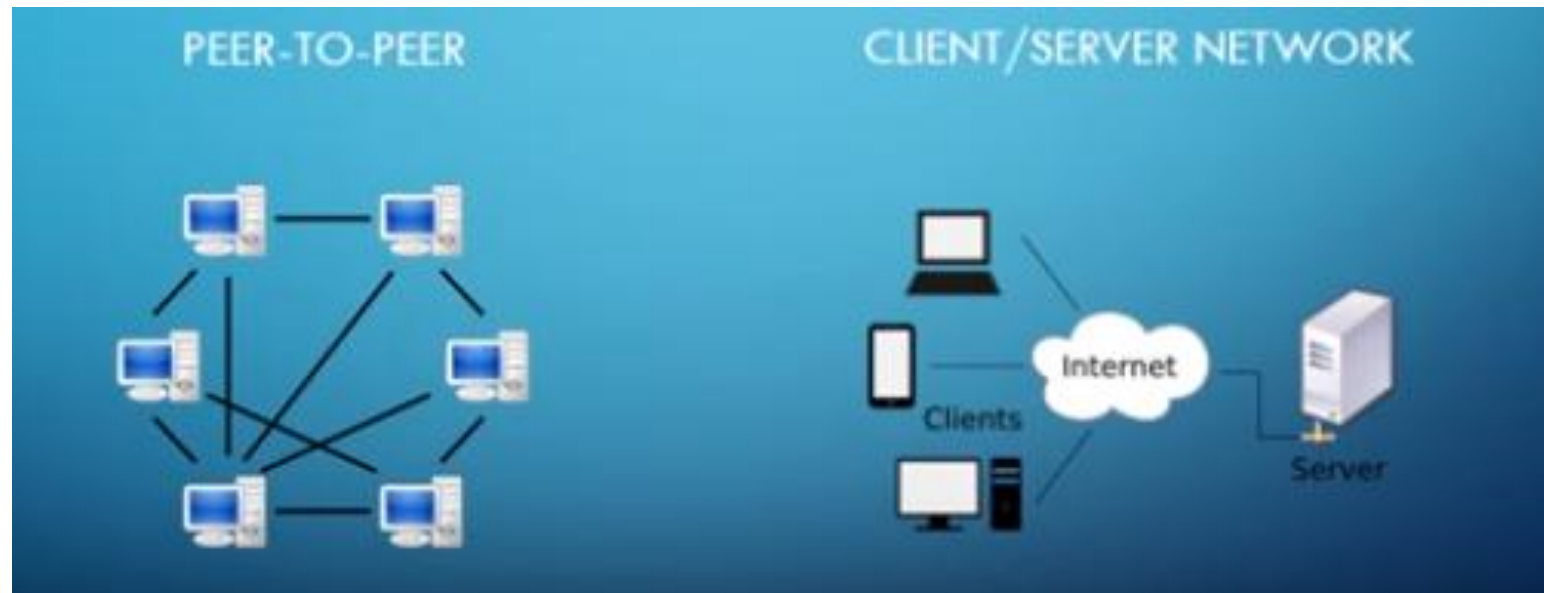 PEER-TO-PEER
CLIENT/SERVER NETWORK
Internet
Clients
Server